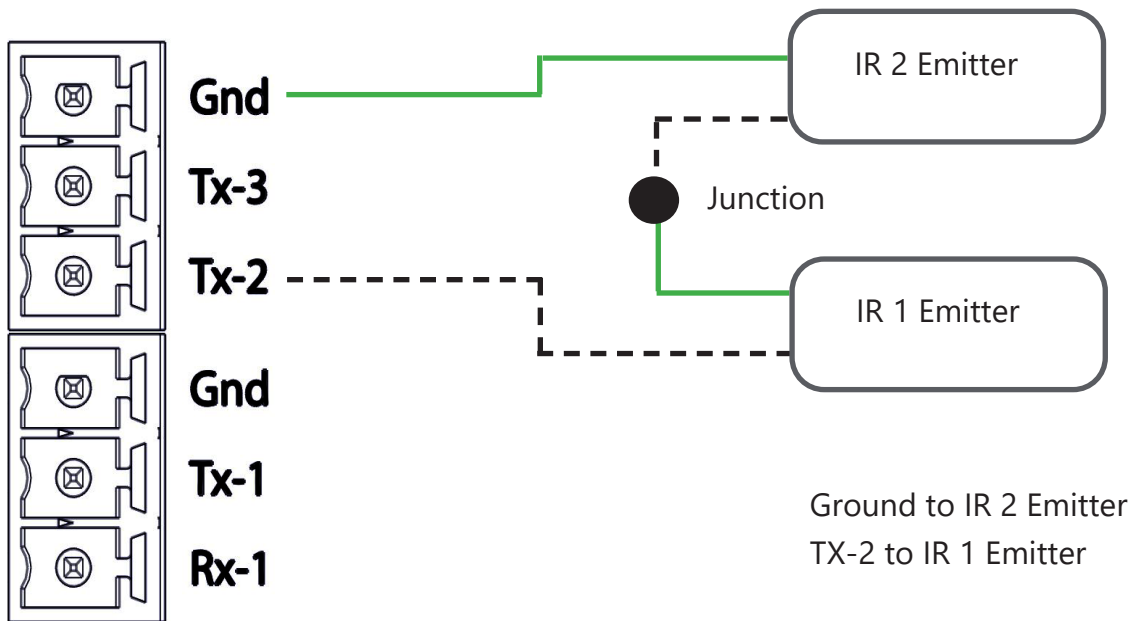 Gnd
IR 2 Emitter
Tx-3
Junction
Tx-2
IR 1 Emitter
Gnd
Tx-1
Ground to IR 2 Emitter
TX-2 to IR 1 Emitter
Rx-1